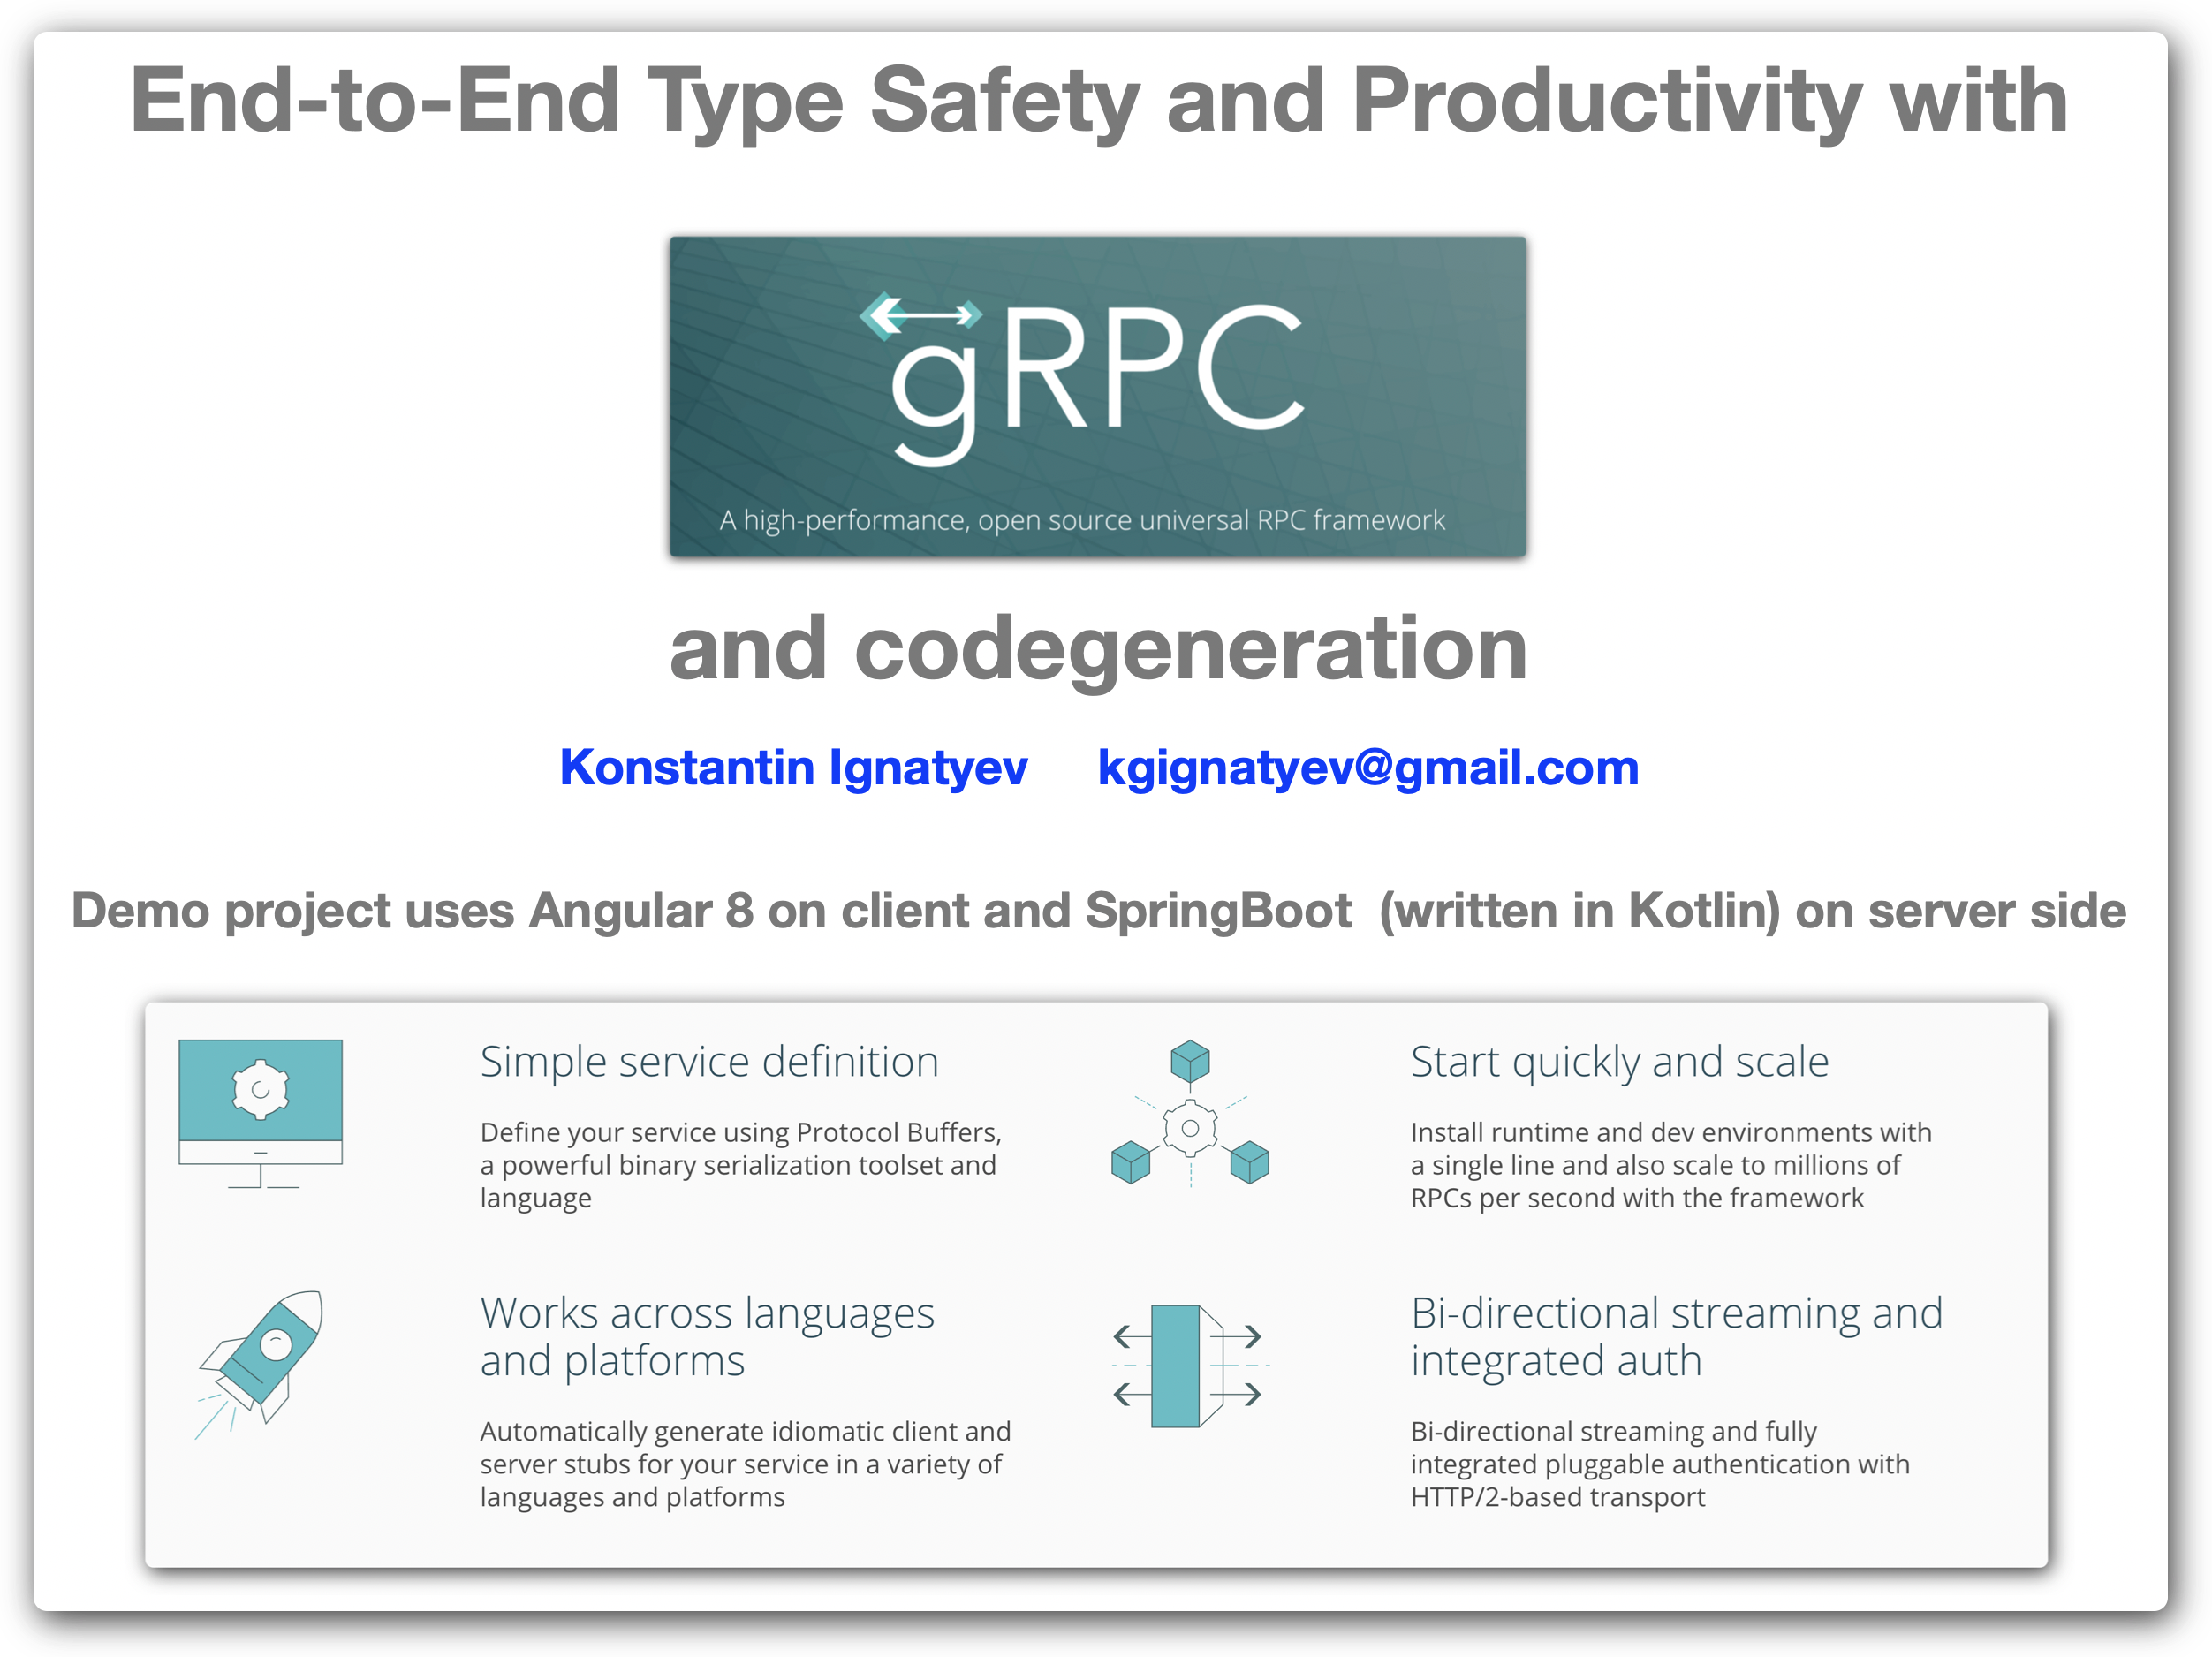 End-to-End Type Safety and Productivity with
gRPC
A high-performance, open source universal RPC framework
and codegeneration
Konstantin Ignatyev kgignatyev@gmail.com
Demo project uses Angular 8 on client and SpringBoot (written in Kotlin) on server side
Simple service definition
Define your service using Protocol Buffers,
a powerful binary serialization toolset and
language
Start quickly and scale
Install runtime and dev environments with
a single line and also scale to millions of
RPCs per second with the framework
Works across languages
and platforms
Automatically generate idiomatic client and
server stubs for your service in a variety of
languages and platforms
Bi-directional streaming and
integrated auth
Bi-directional streaming and fully
integrated pluggable authentication with
HTTP/2-based transport